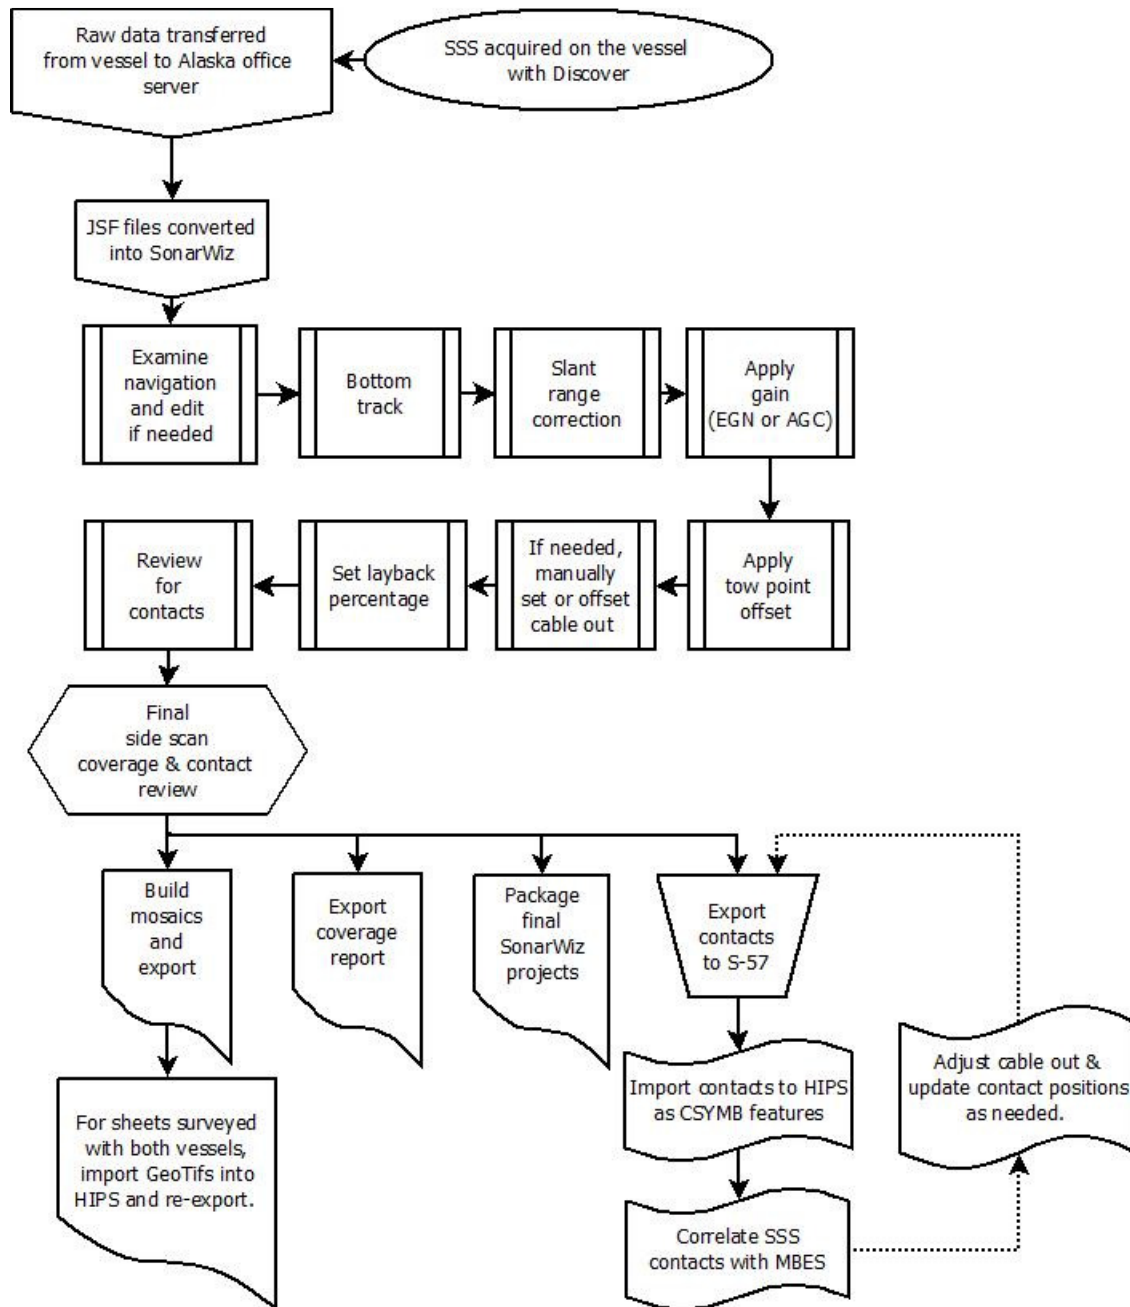 Raw data transferred
from vessel to Alaska office
server
SSS acquired on the vessel
with Discover
JSF files converted
into SonarWiz
Examine
navigation
and edit
if needed
Bottom
track
Slant
range
correction
Apply
gain
(EGN or AGC)
Review
for
contacts
Set layback
percentage
If needed,
manually
set or offset
cable out
Apply
tow point
offset
Final
side scan
coverage & contact
review
Build
mosaics
and
export
Export
coverage
report
Package
final
SonarWiz
projects
Export
contacts
to S-57
For sheets surveyed
with both vessels,
import GeoTifs into
HIPS and re-export.
Import contacts to HIPS
as CSYMB features
Adjust cable out &
update contact positions
as needed.
Correlate SSS
contacts with MBES